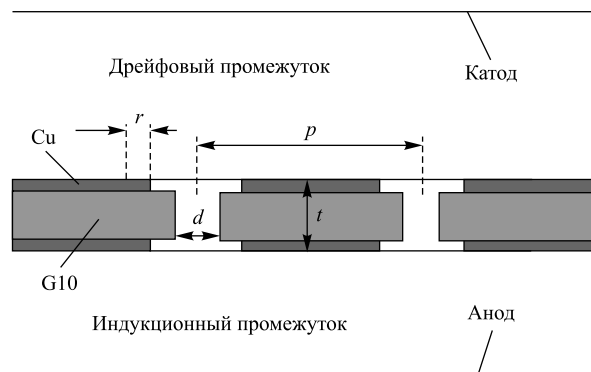 Дрейфовый промежуток
Катод
r
p
Cu
d
t
G10
Индукционный промежуток
Анод